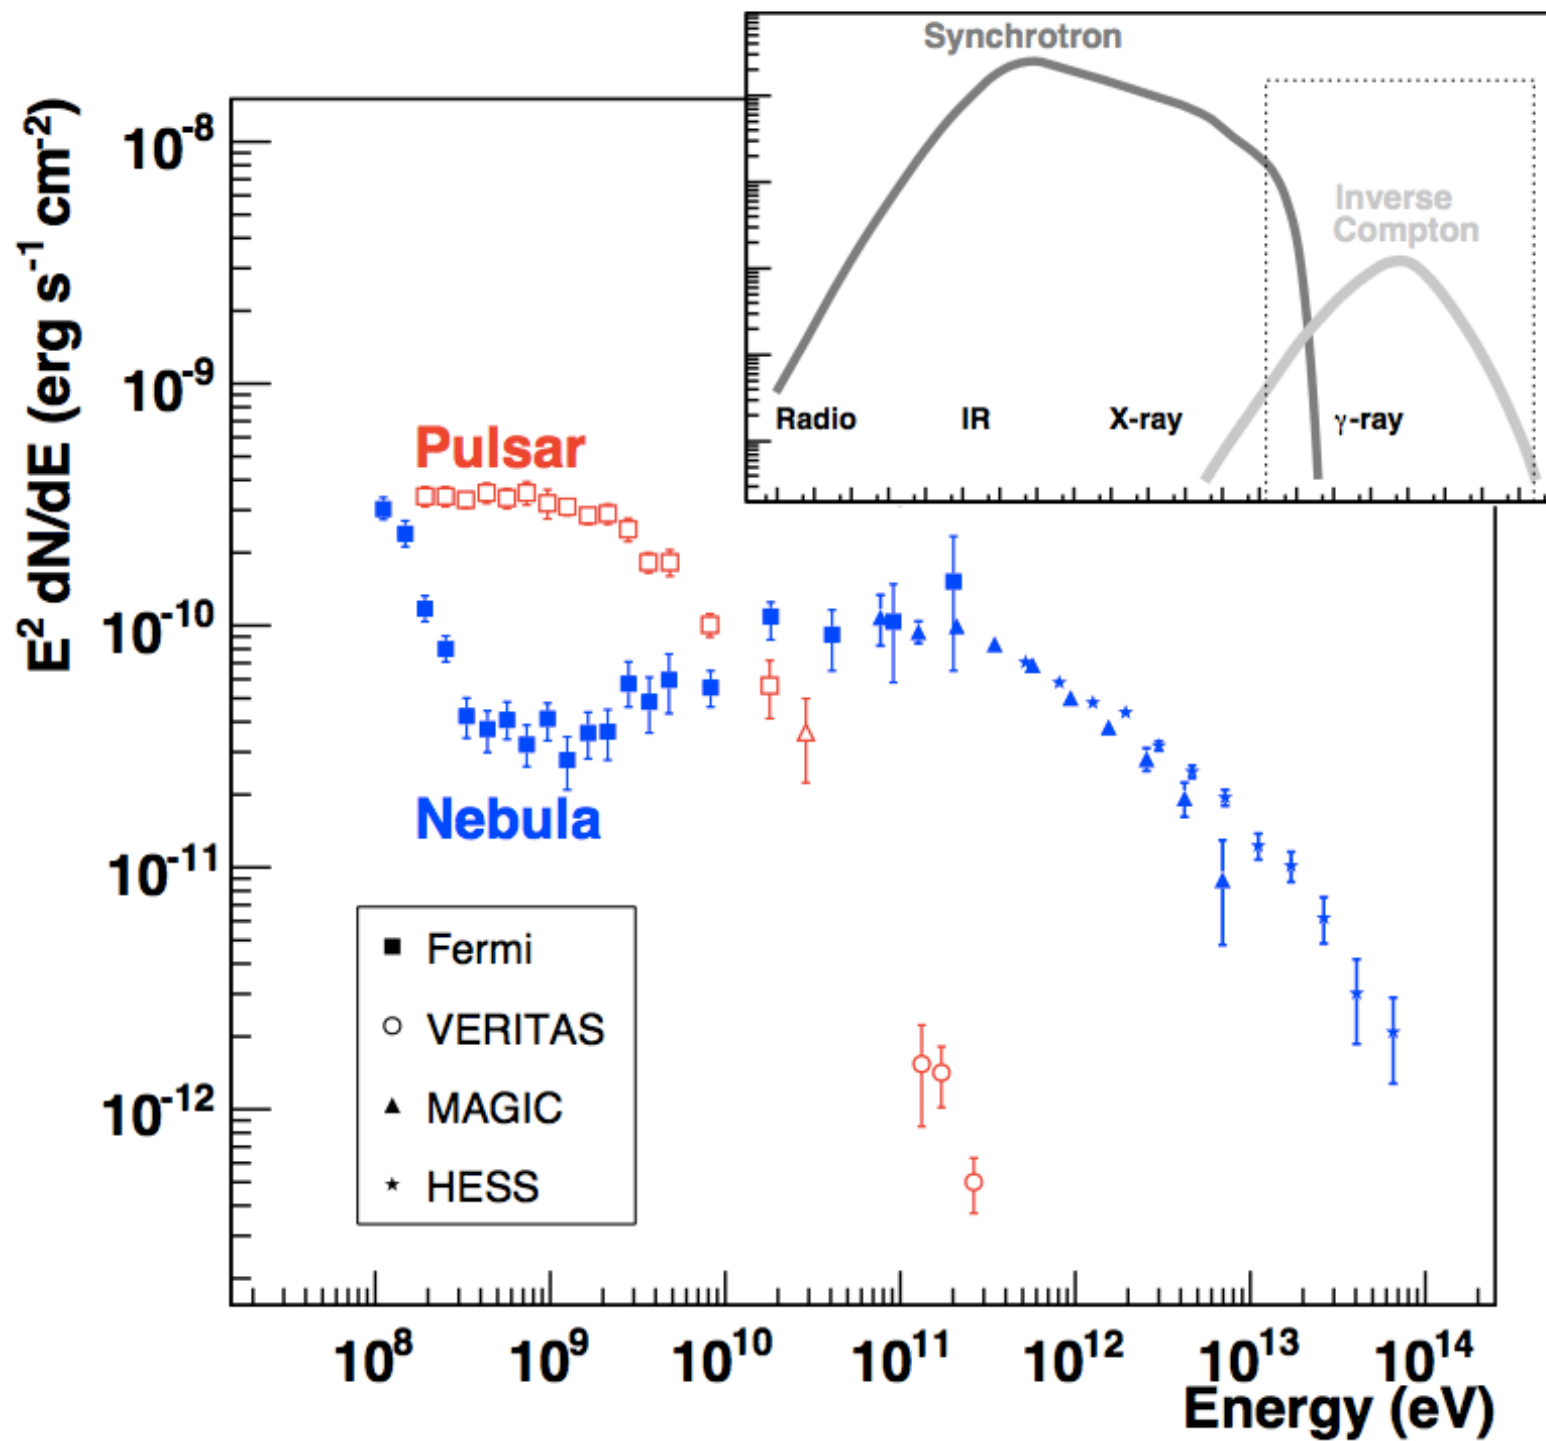 Synchrotron
Inverse
Compton
Radio IR X-ray γ-ray
E² dN/dE (erg s⁻¹ cm⁻²)
10⁻⁸
10⁻⁹
10⁻¹⁰
10⁻¹¹
10⁻¹²
Pulsar
Nebula
Fermi
VERITAS
MAGIC
HESS
10⁸ 10⁹ 10¹⁰ 10¹¹ 10¹² 10¹³ 10¹⁴
Energy (eV)